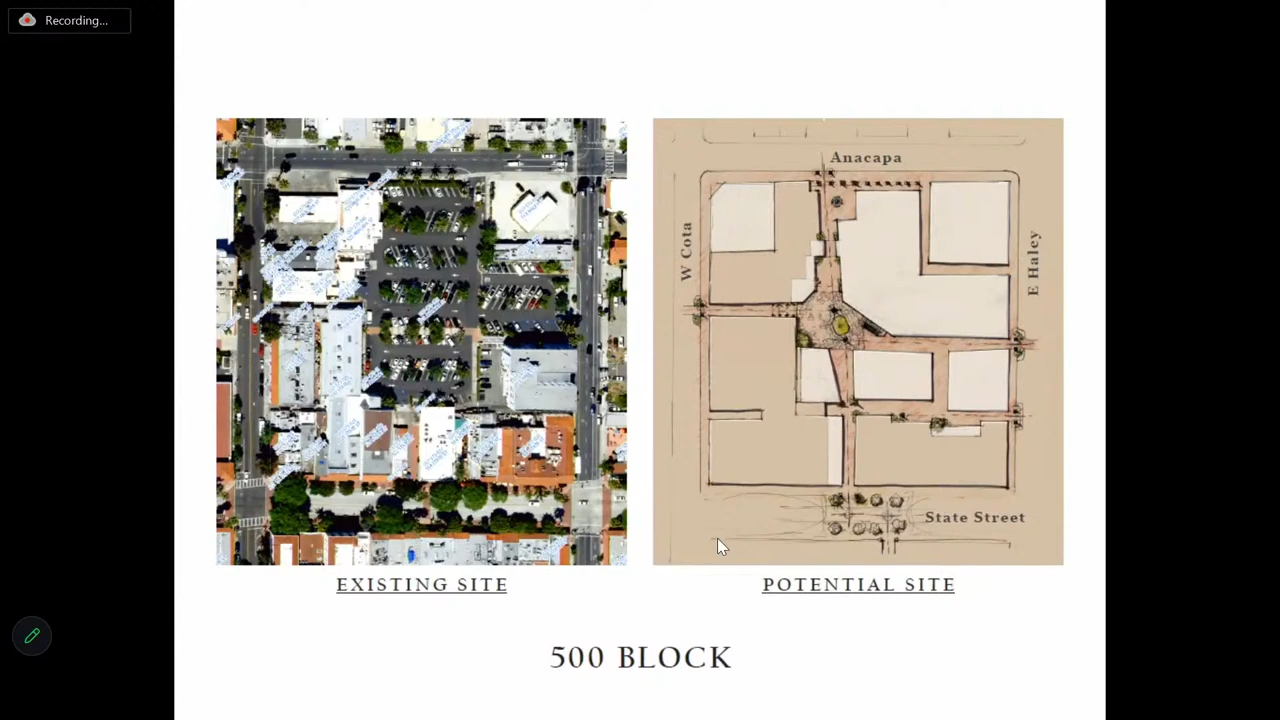 Recording...
Anacapa
W Cota
E Haley
State Street
EXISTING SITE
POTENTIAL SITE
500 BLOCK